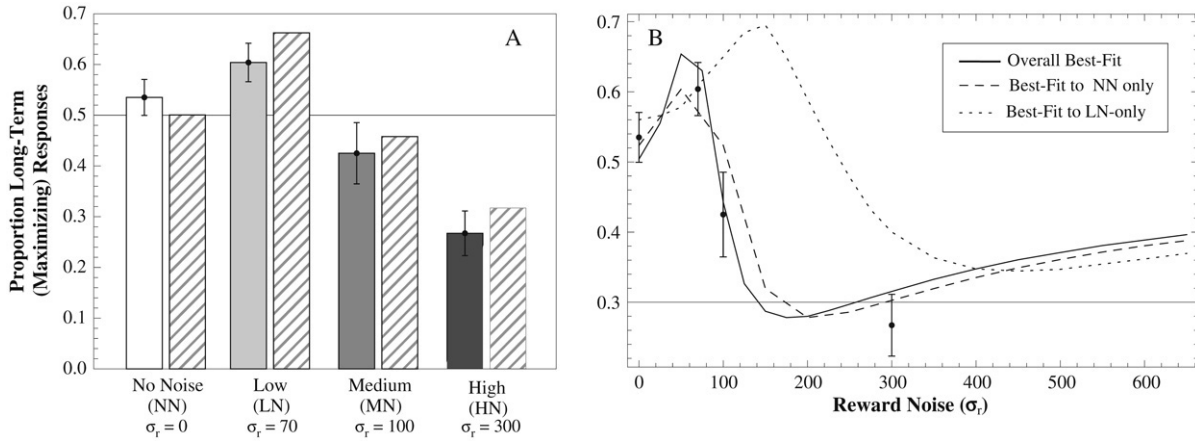 A
Proportion Long-Term
(Maximizing) Responses
0.7
0.6
0.5
0.4
0.3
0.2
0.1
0.0
No Noise
(NN)
σr = 0
Low
(LN)
σr = 70
Medium
(MN)
σr = 100
High
(HN)
σr = 300
B
0.7
0.6
0.5
0.4
0.3
Overall Best-Fit
Best-Fit to NN only
Best-Fit to LN-only
0 100 200 300 400 500 600
Reward Noise (σr)